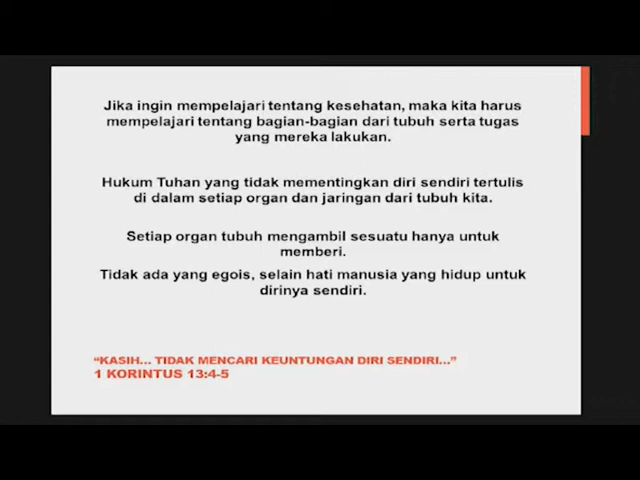 Jika ingin mempelajari tentang kesehatan, maka kita harus
mempelajari tentang bagian-bagian dari tubuh serta tugas
yang mereka lakukan.
Hukum Tuhan yang tidak mementingkan diri sendiri tertulis
di dalam setiap organ dan jaringan dari tubuh kita.
Setiap organ tubuh mengambil sesuatu hanya untuk
memberi.
Tidak ada yang egois, selain hati manusia yang hidup untuk
dirinya sendiri.
“KASIH... TIDAK MENCARI KEUNTUNGAN DIRI SENDIRI...”
1 KORINTUS 13:4-5